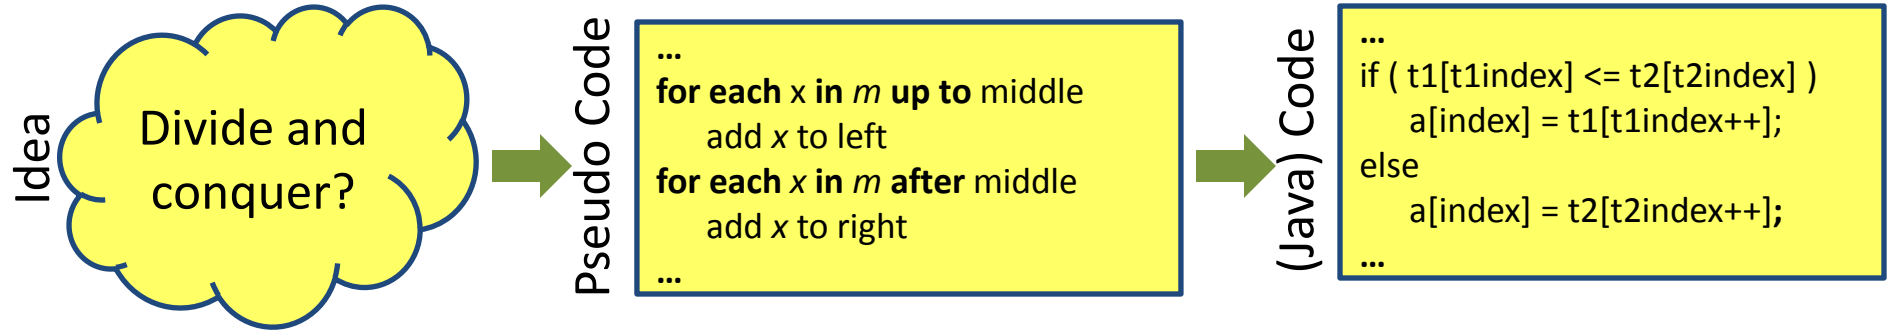 Idea
Divide and
conquer?
Pseudo Code
...
for each x in m up to middle
add x to left
for each x in m after middle
add x to right
...
(Java) Code
...
if ( t1[t1index] <= t2[t2index] )
a[index] = t1[t1index++];
else
a[index] = t2[t2index++];
...